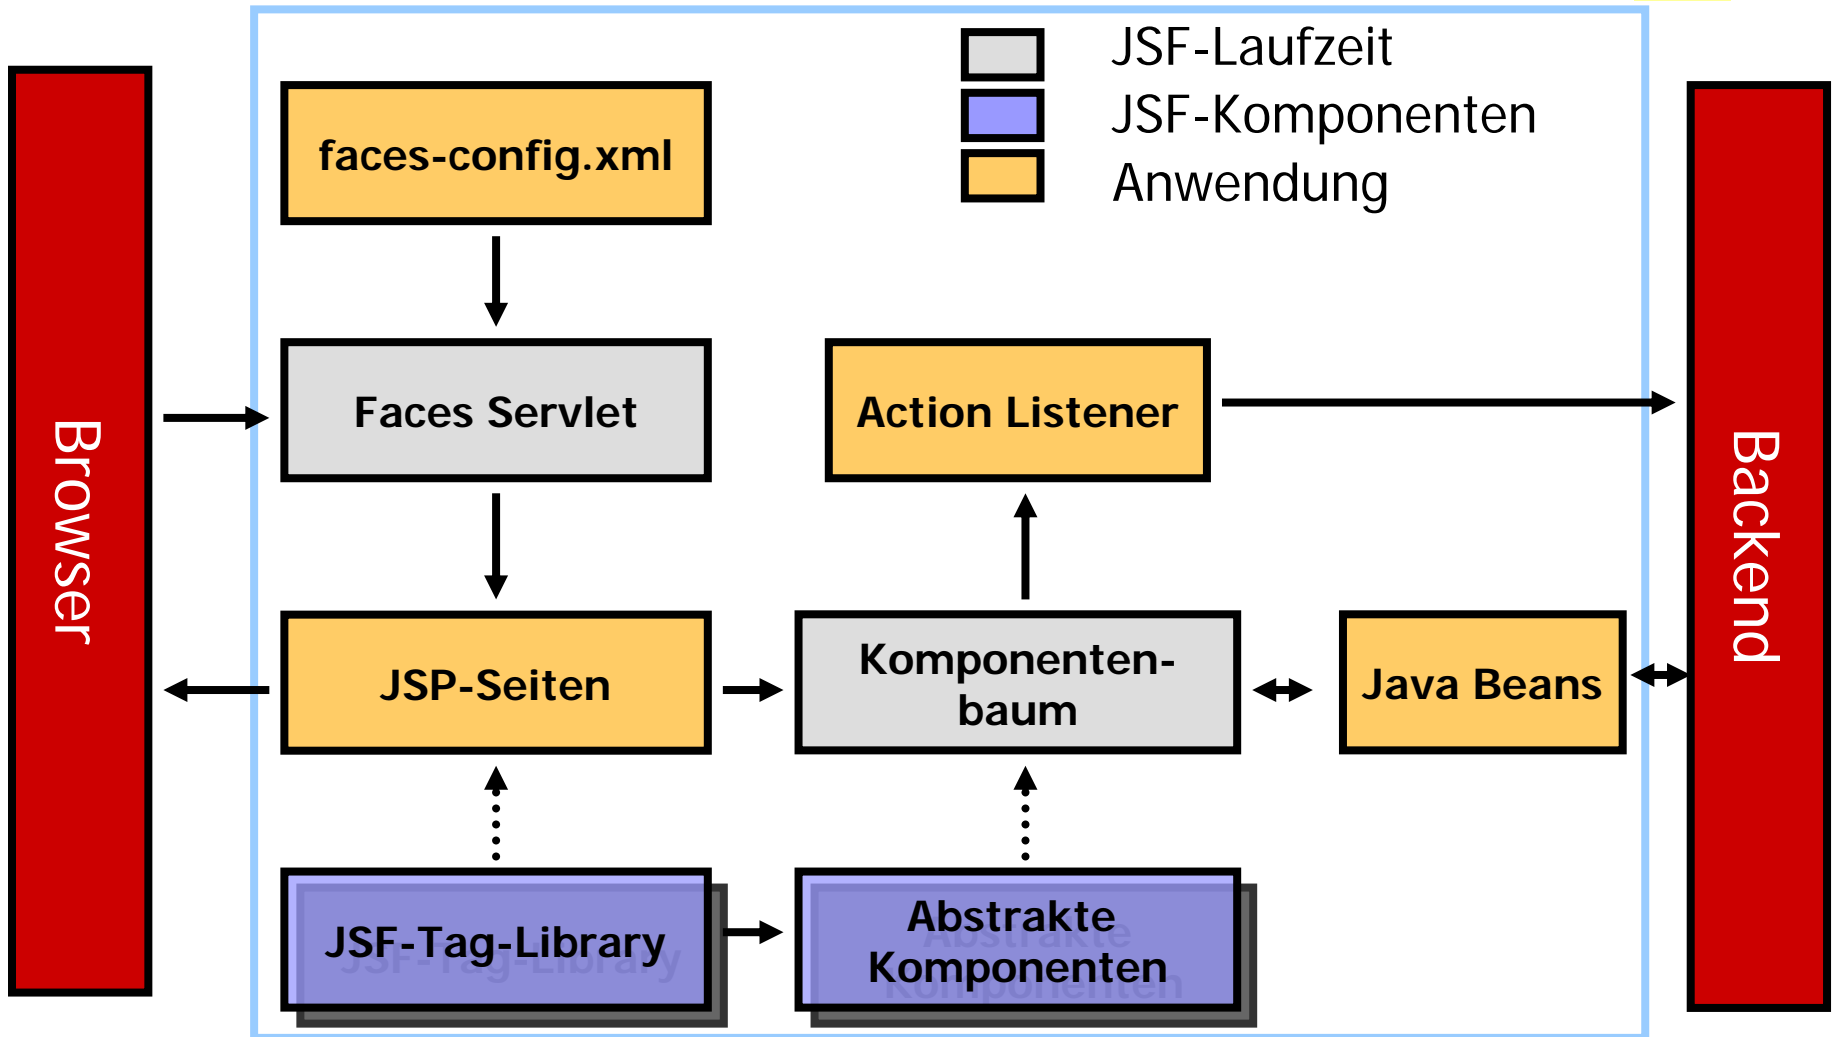 JSF-Laufzeit
JSF-Komponenten
Anwendung
faces-config.xml
Browser
Faces Servlet
Action Listener
Backend
JSP-Seiten
Komponenten-
baum
Java Beans
JSF-Tag-Library
Abstrakte
Komponenten